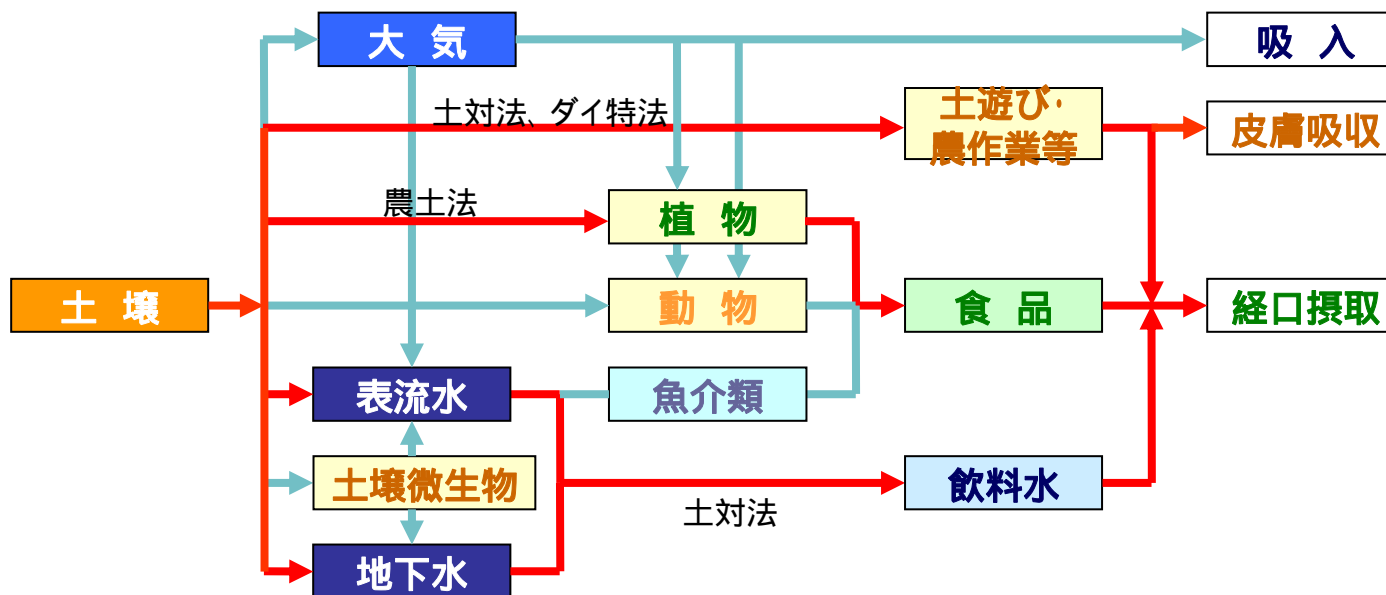 大 気
吸 入
土対法、ダイ特法
土遊び・
農作業等
皮膚吸収
農土法
植 物
土 壌
動 物
食 品
経口摂取
表流水
魚介類
土壌微生物
飲料水
土対法
地下水